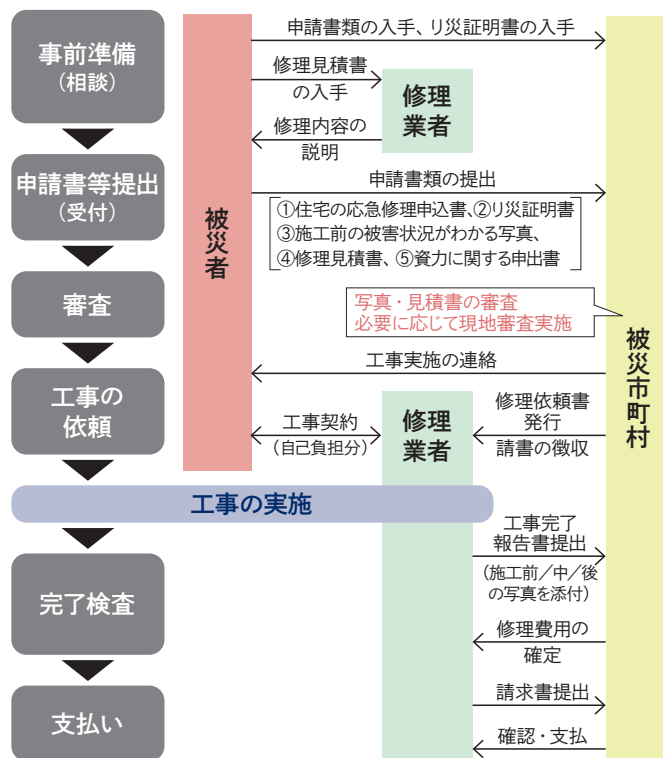 事前準備
(相談)
申請書類の入手、り災証明書の入手
修理見積書
の入手
修理
業者
修理内容の
説明
申請書等提出
(受付)
被災者
申請書類の提出
①住宅の応急修理申込書、②り災証明書
③施工前の被害状況がわかる写真、
④修理見積書、⑤資力に関する申出書
審査
写真・見積書の審査
必要に応じて現地審査実施
被災市町村
工事実施の連絡
工事の
依頼
工事契約
(自己負担分)
修理
業者
修理依頼書
発行
請書の徴収
工事の実施
工事完了
報告書提出
(施工前／中／後
の写真を添付)
完了検査
修理費用の
確定
支払い
請求書提出
確認・支払